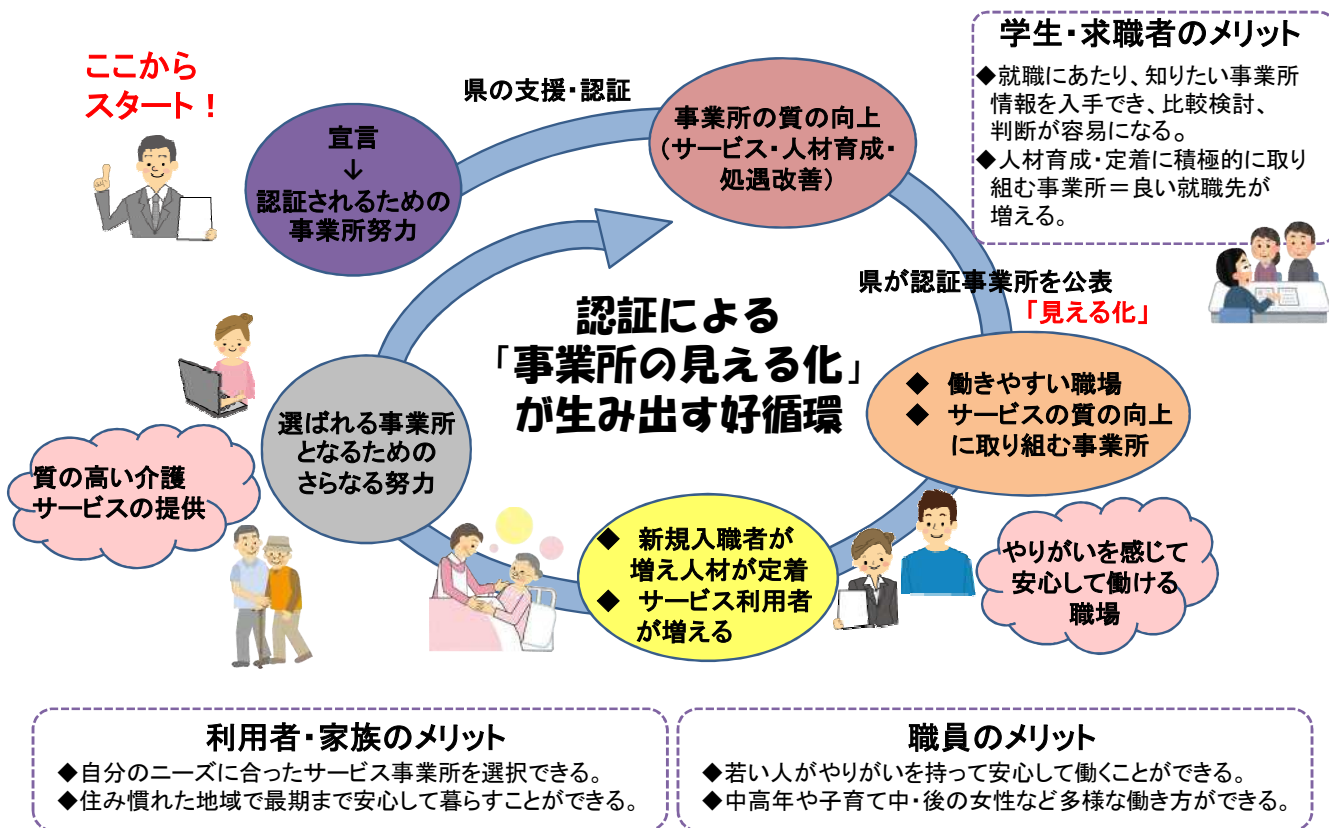 ここから
スタート！
県の支援・認証
宣言
↓
認証されるための
事業所努力
事業所の質の向上
（サービス・人材育成・
処遇改善）
学生・求職者のメリット
◆就職にあたり、知りたい事業所
情報を入手でき、比較検討、
判断が容易になる。
◆人材育成・定着に積極的に取り
組む事業所＝良い就職先が
増える。
県が認証事業所を公表
「見える化」
認証による
「事業所の見える化」
が生み出す好循環
◆ 働きやすい職場
◆ サービスの質の向上
に取り組む事業所
選ばれる事業所
となるための
さらなる努力
質の高い介護
サービスの提供
◆ 新規入職者が
増え人材が定着
◆ サービス利用者
が増える
やりがいを感じて
安心して働ける
職場
利用者・家族のメリット
◆自分のニーズに合ったサービス事業所を選択できる。
◆住み慣れた地域で最期まで安心して暮らすことができる。
職員のメリット
◆若い人がやりがいを持って安心して働くことができる。
◆中高年や子育て中・後の女性など多様な働き方ができる。